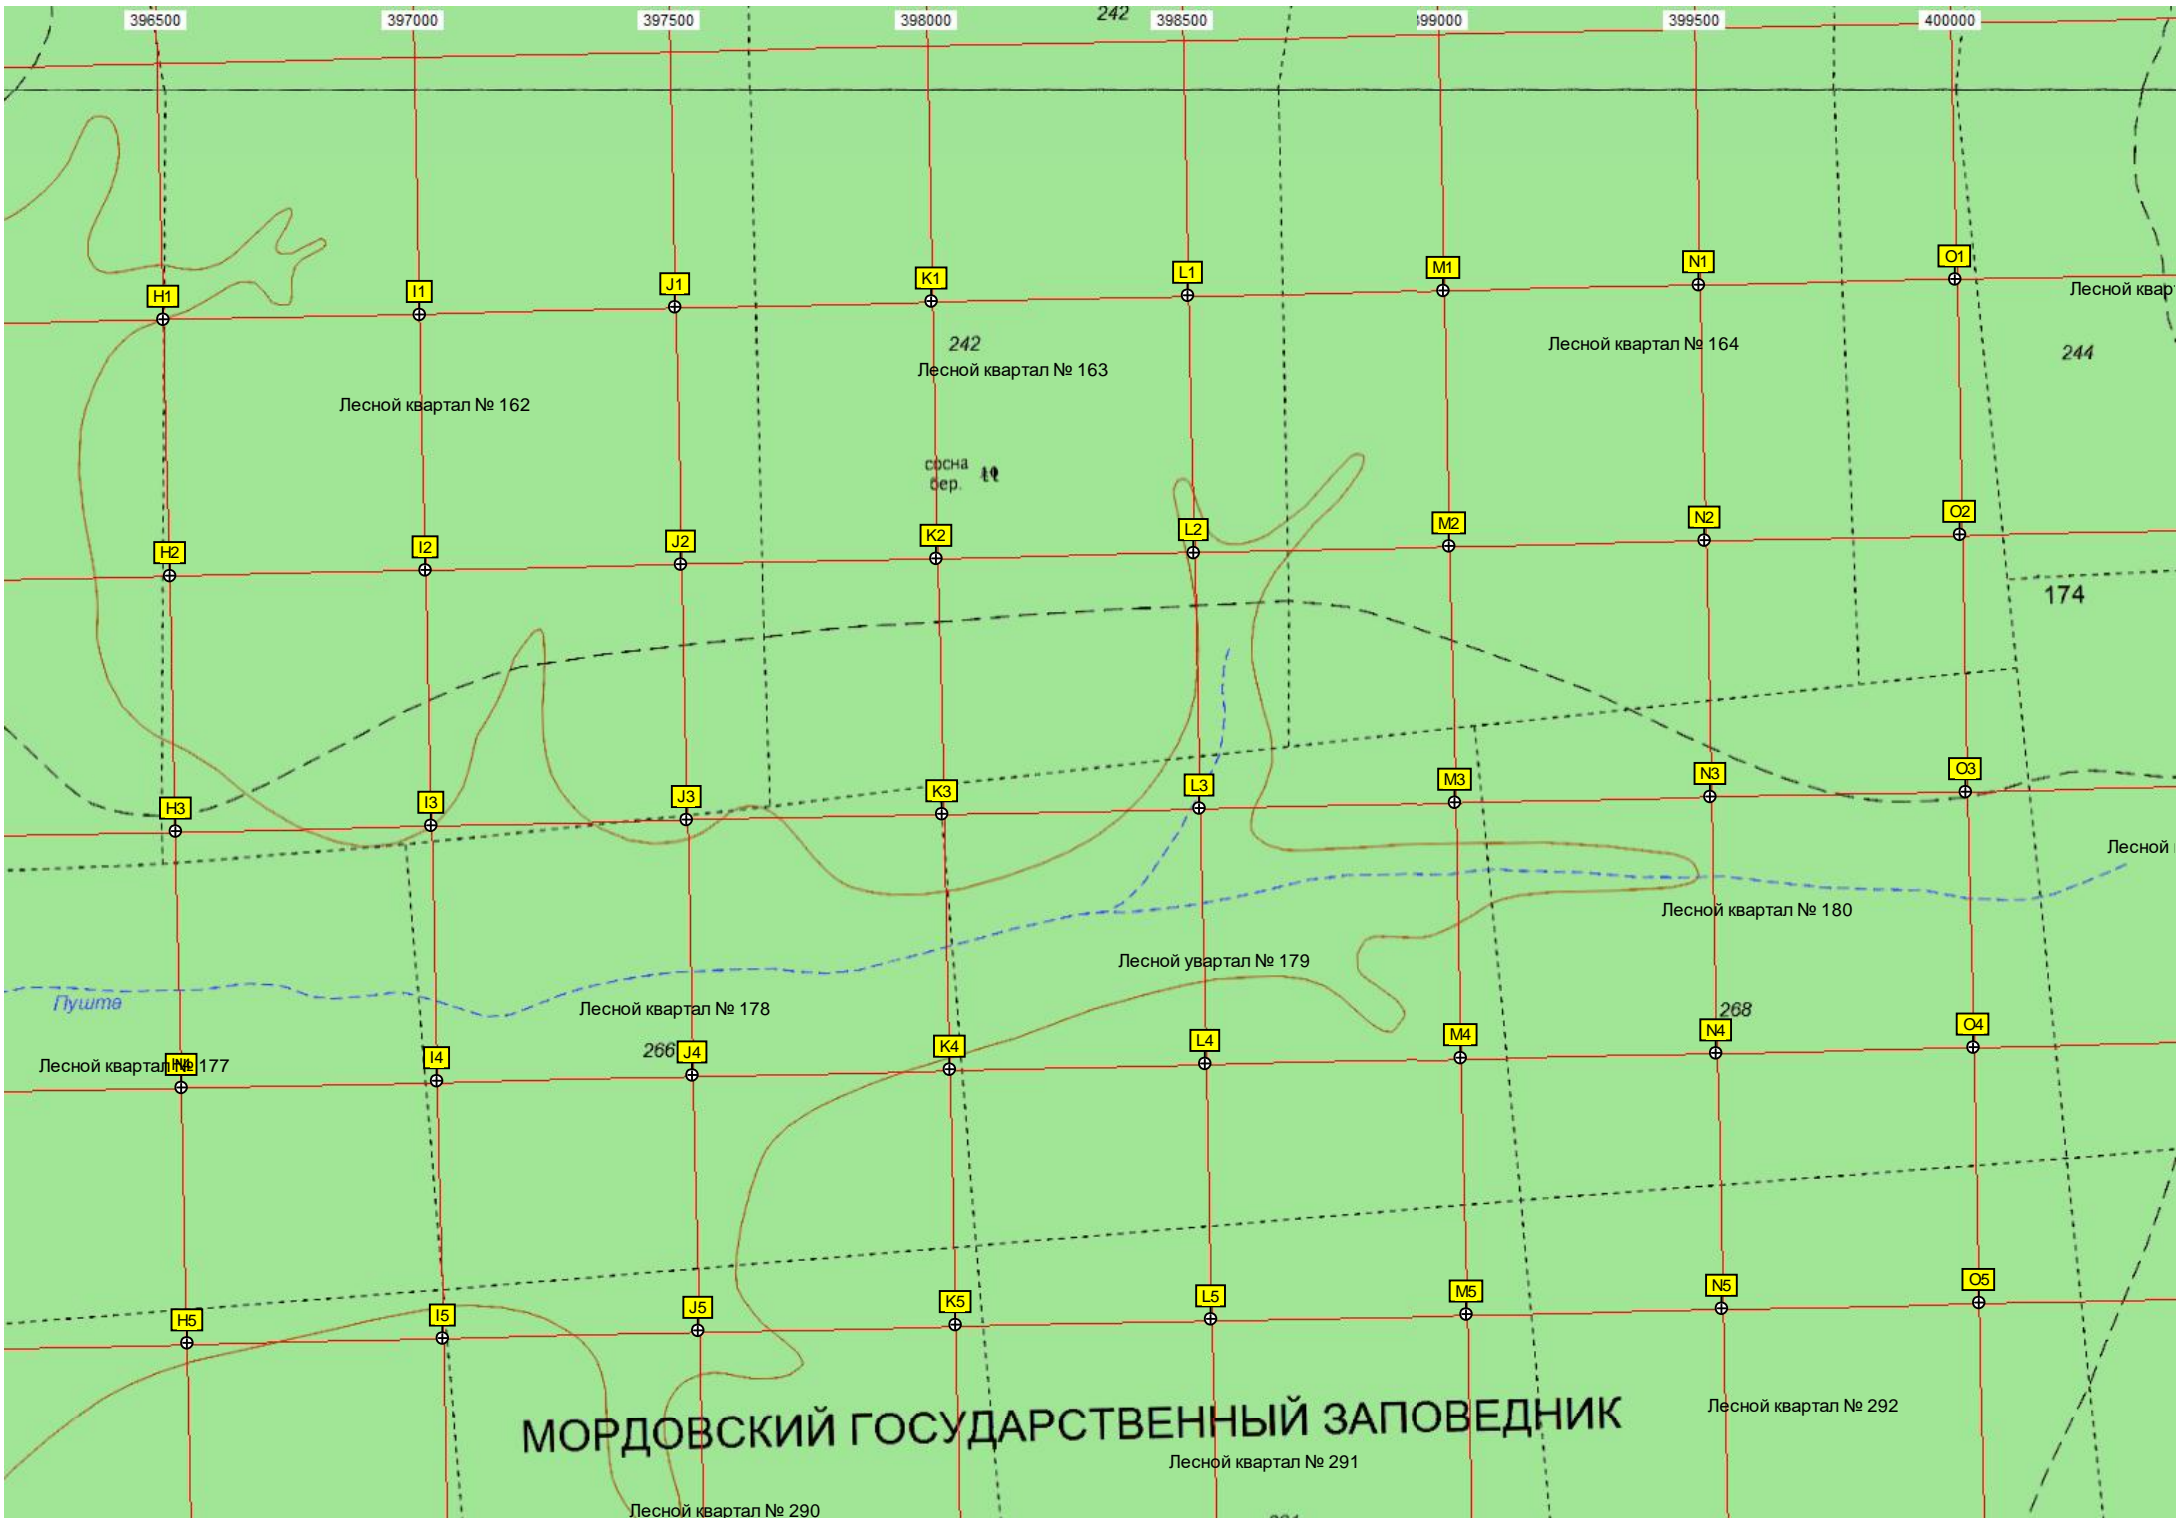 396500 397000 397500 398000 398500 399000 399500 400000
242
H1 I1 J1 K1 L1 M1 N1 O1
Лесной кварт
242
Лесной квартал № 163
Лесной квартал № 164
244
Лесной квартал № 162
сосна
бер.
H2 I2 J2 K2 L2 M2 N2 O2
174
H3 I3 J3 K3 L3 M3 N3 O3
Лесной
Лесной квартал № 180
Лесной увартал № 179
Пушта
Лесной квартал № 178
268
266
Лесной квартал № 177
H4 I4 J4 K4 L4 M4 N4 O4
H5 I5 J5 K5 L5 M5 N5 O5
МОРДОВСКИЙ ГОСУДАРСТВЕННЫЙ ЗАПОВЕДНИК
Лесной квартал № 292
Лесной квартал № 291
Лесной квартал № 290